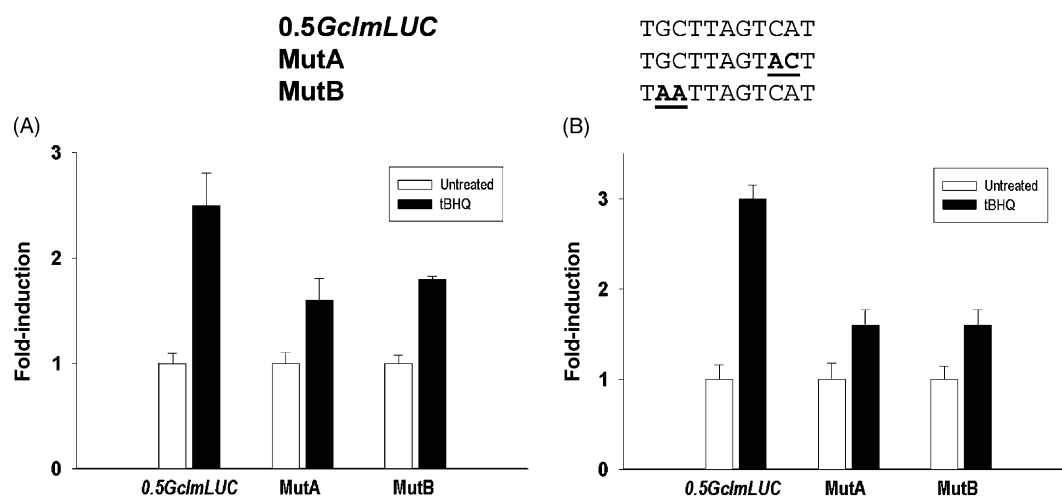 0.5GclmLUC TGCTTAGTCAT
MutA TGCTTAGTACT
MutB TAATTAGTCAT
(A)
3
2
1
0
Fold-induction
Untreated
tBHQ
0.5GclmLUC MutA MutB
(B)
3
2
1
0
Fold-induction
Untreated
tBHQ
0.5GclmLUC MutA MutB